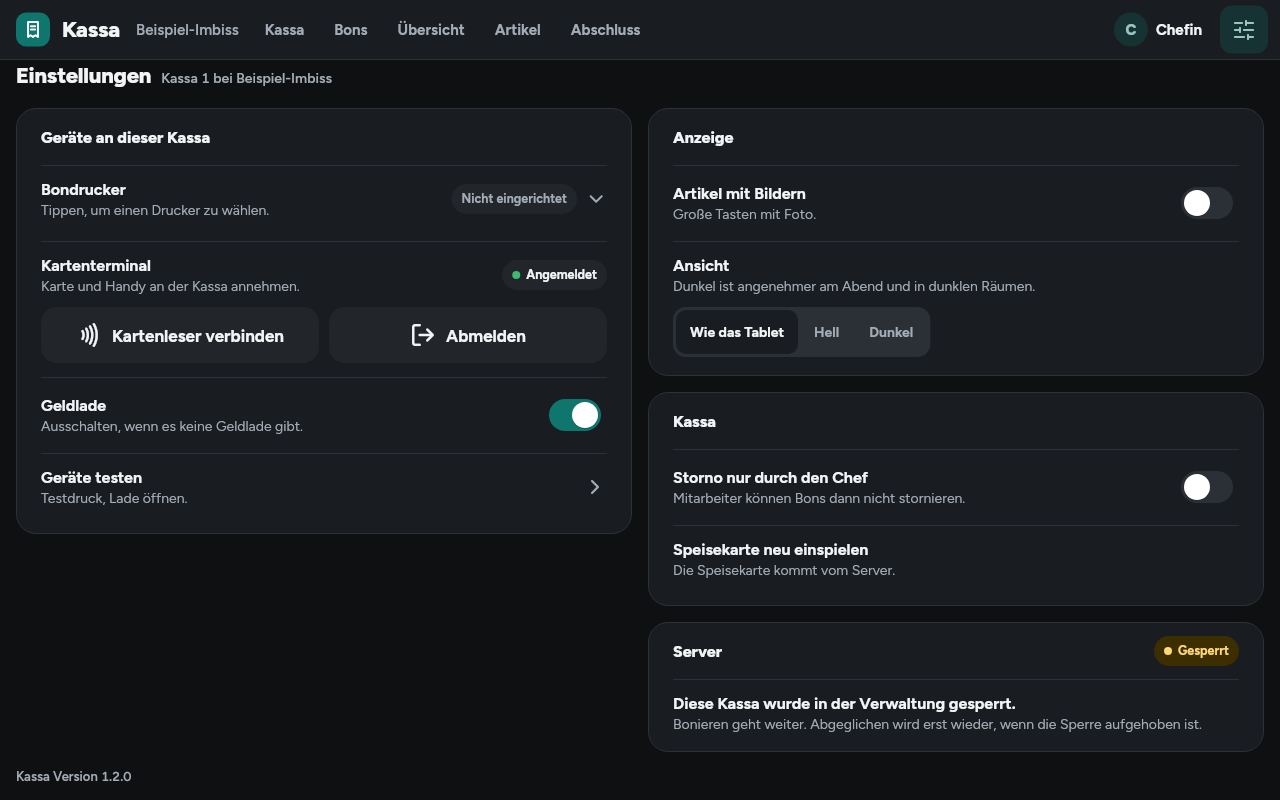 Kassa Beispiel-Imbiss Kassa Bons Übersicht Artikel Abschluss C Chefin
Einstellungen Kassa 1 bei Beispiel-Imbiss
Geräte an dieser Kassa
Bondrucker
Tippen, um einen Drucker zu wählen.
Nicht eingerichtet
Kartenterminal
Karte und Handy an der Kassa annehmen.
Angemeldet
Kartenleser verbinden
Abmelden
Geldlade
Ausschalten, wenn es keine Geldlade gibt.
Geräte testen
Testdruck, Lade öffnen.
Anzeige
Artikel mit Bildern
Große Tasten mit Foto.
Ansicht
Dunkel ist angenehmer am Abend und in dunklen Räumen.
Wie das Tablet Hell Dunkel
Kassa
Storno nur durch den Chef
Mitarbeiter können Bons dann nicht stornieren.
Speisekarte neu einspielen
Die Speisekarte kommt vom Server.
Server
Gesperrt
Diese Kassa wurde in der Verwaltung gesperrt.
Bonieren geht weiter. Abgeglichen wird erst wieder, wenn die Sperre aufgehoben ist.
Kassa Version 1.2.0